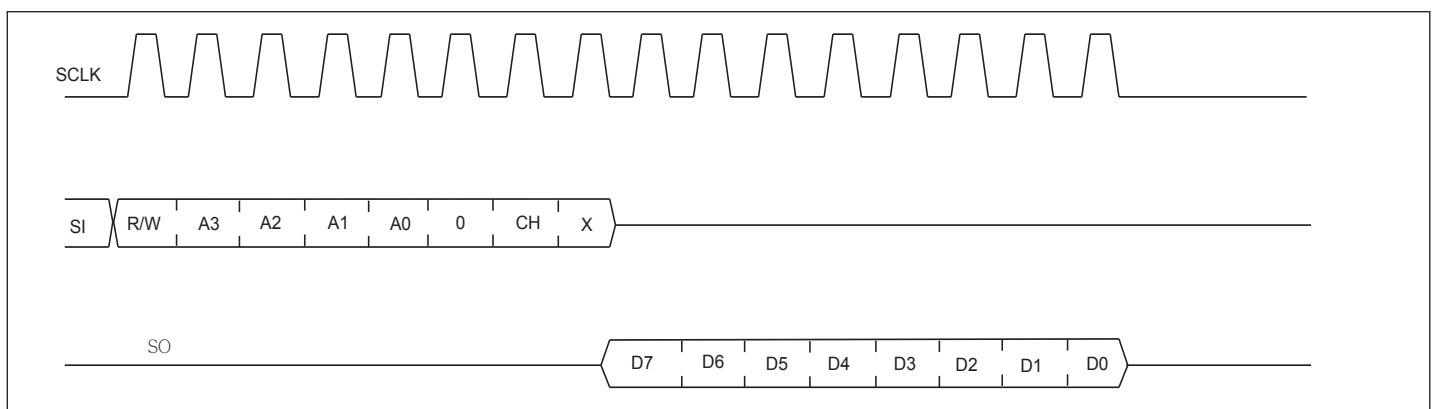 SCLK
SI R/W A3 A2 A1 A0 0 CH X
SO
D7 D6 D5 D4 D3 D2 D1 D0